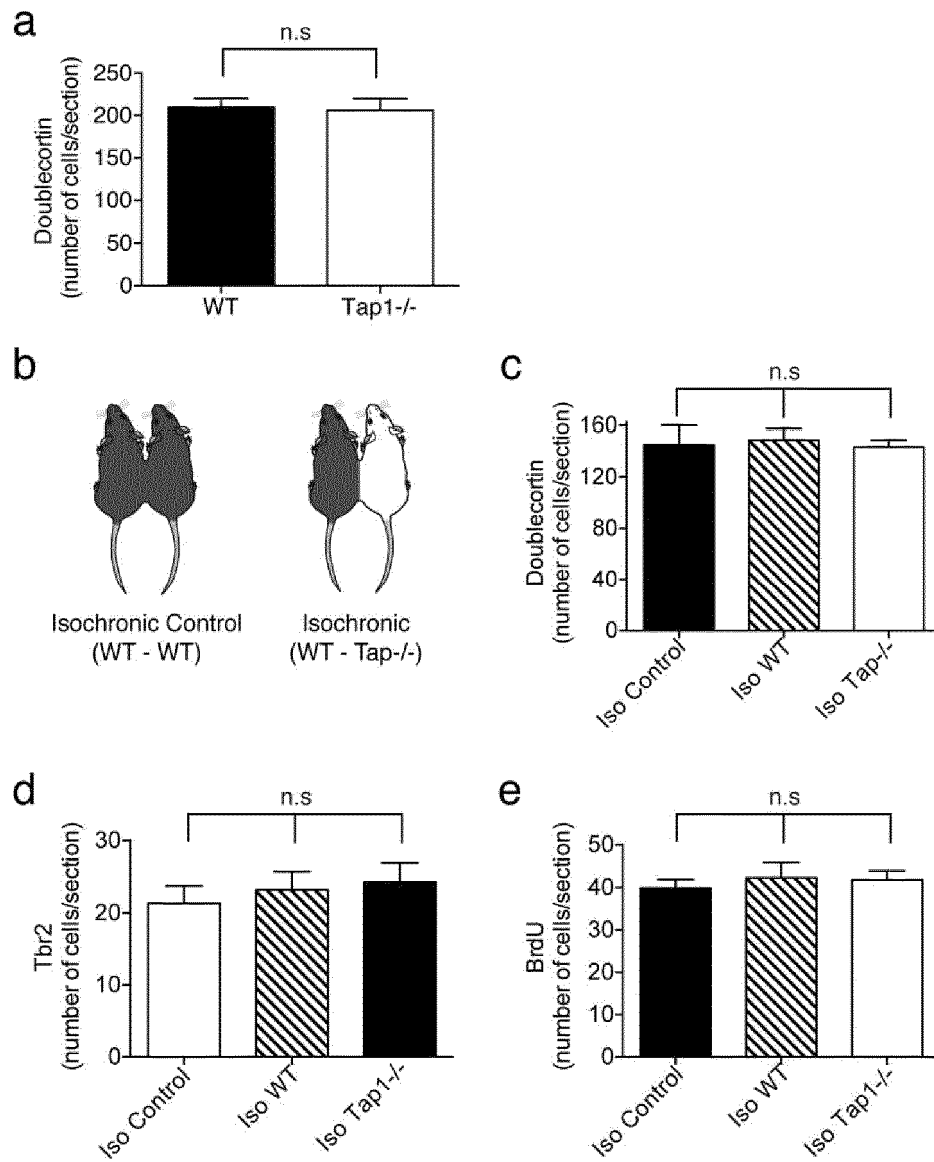 a
n.s
Doublecortin
(number of cells/section)
250
200
150
100
50
0
WT
Tap1-/-
b
Isochronic Control
(WT - WT)
Isochronic
(WT - Tap-/-)
c
n.s
Doublecortin
(number of cells/section)
160
120
80
40
0
Iso Control
Iso WT
Iso Tap-/-
d
n.s
Tbr2
(number of cells/section)
30
20
10
0
Iso Control
Iso WT
Iso Tap1-/-
e
n.s
BrdU
(number of cells/section)
50
40
30
20
10
0
Iso Control
Iso WT
Iso Tap1-/-